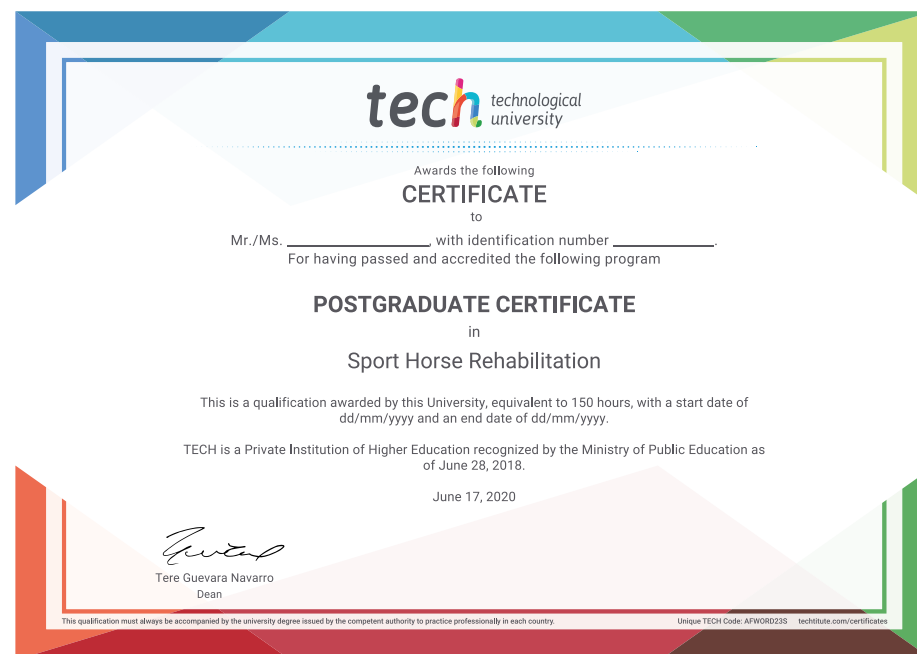 tech technological
university
Awards the following
CERTIFICATE
to
Mr./Ms. ____________________, with identification number ______________.
For having passed and accredited the following program
POSTGRADUATE CERTIFICATE
in
Sport Horse Rehabilitation
This is a qualification awarded by this University, equivalent to 150 hours, with a start date of
dd/mm/yyyy and an end date of dd/mm/yyyy.
TECH is a Private Institution of Higher Education recognized by the Ministry of Public Education as
of June 28, 2018.
June 17, 2020
Tere Guevara Navarro
Dean
This qualification must always be accompanied by the university degree issued by the competent authority to practice professionally in each country.
Unique TECH Code: AFWORD23S techtitute.com/certificates